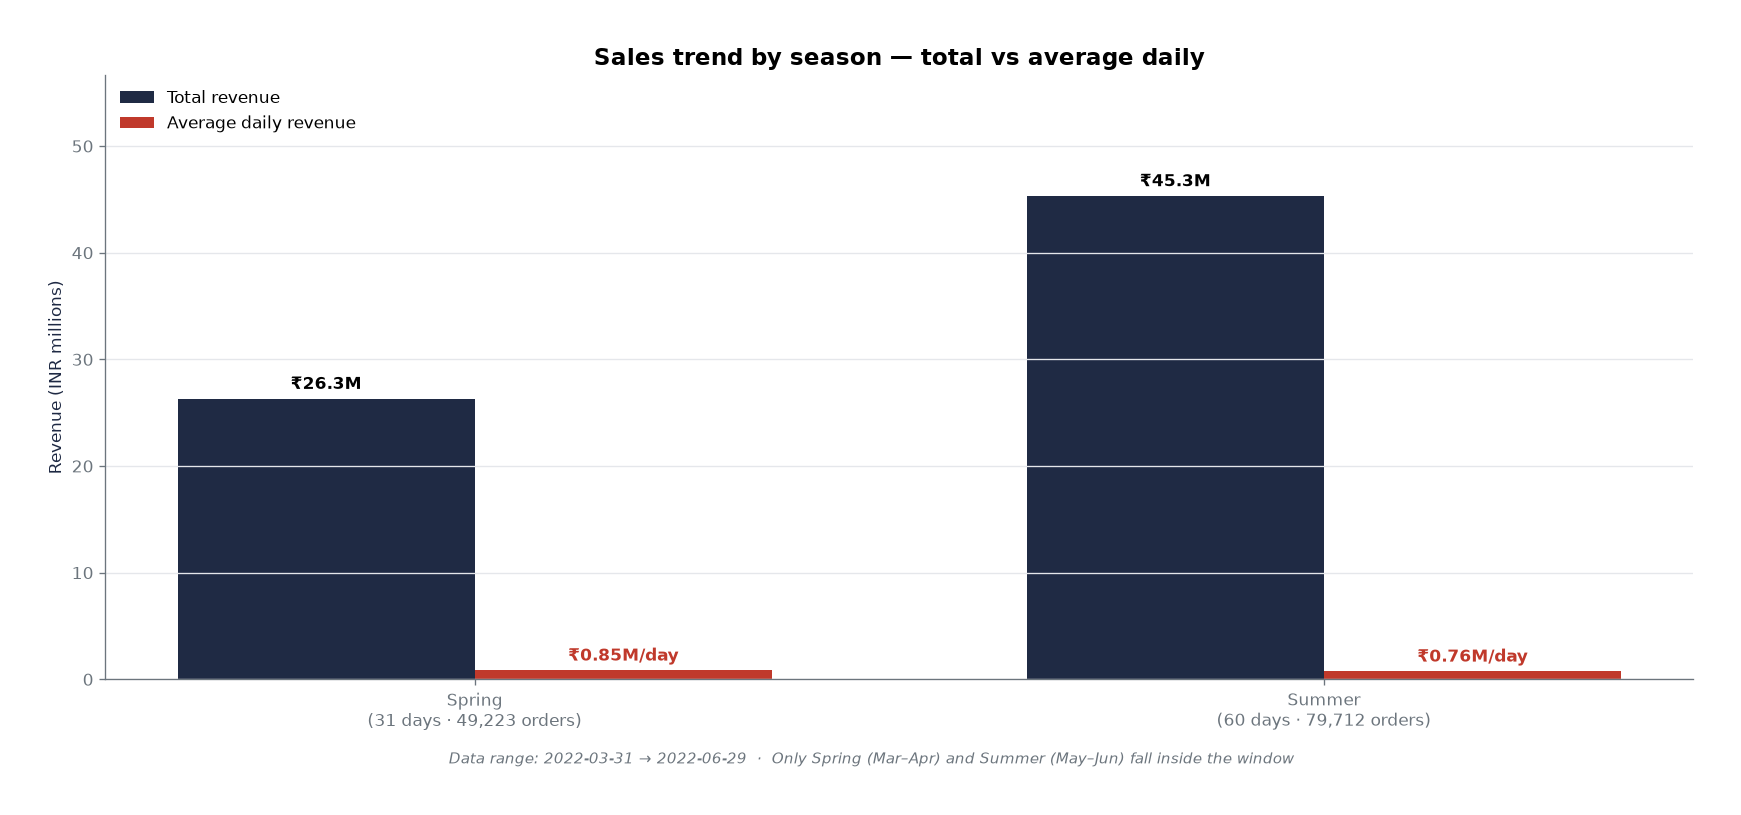 Sales trend by season — total vs average daily
Total revenue
Average daily revenue
Revenue (INR millions)
50
40
30
20
10
0
₹26.3M
₹0.85M/day
₹45.3M
₹0.76M/day
Spring
(31 days · 49,223 orders)
Summer
(60 days · 79,712 orders)
Data range: 2022-03-31 → 2022-06-29 · Only Spring (Mar–Apr) and Summer (May–Jun) fall inside the window